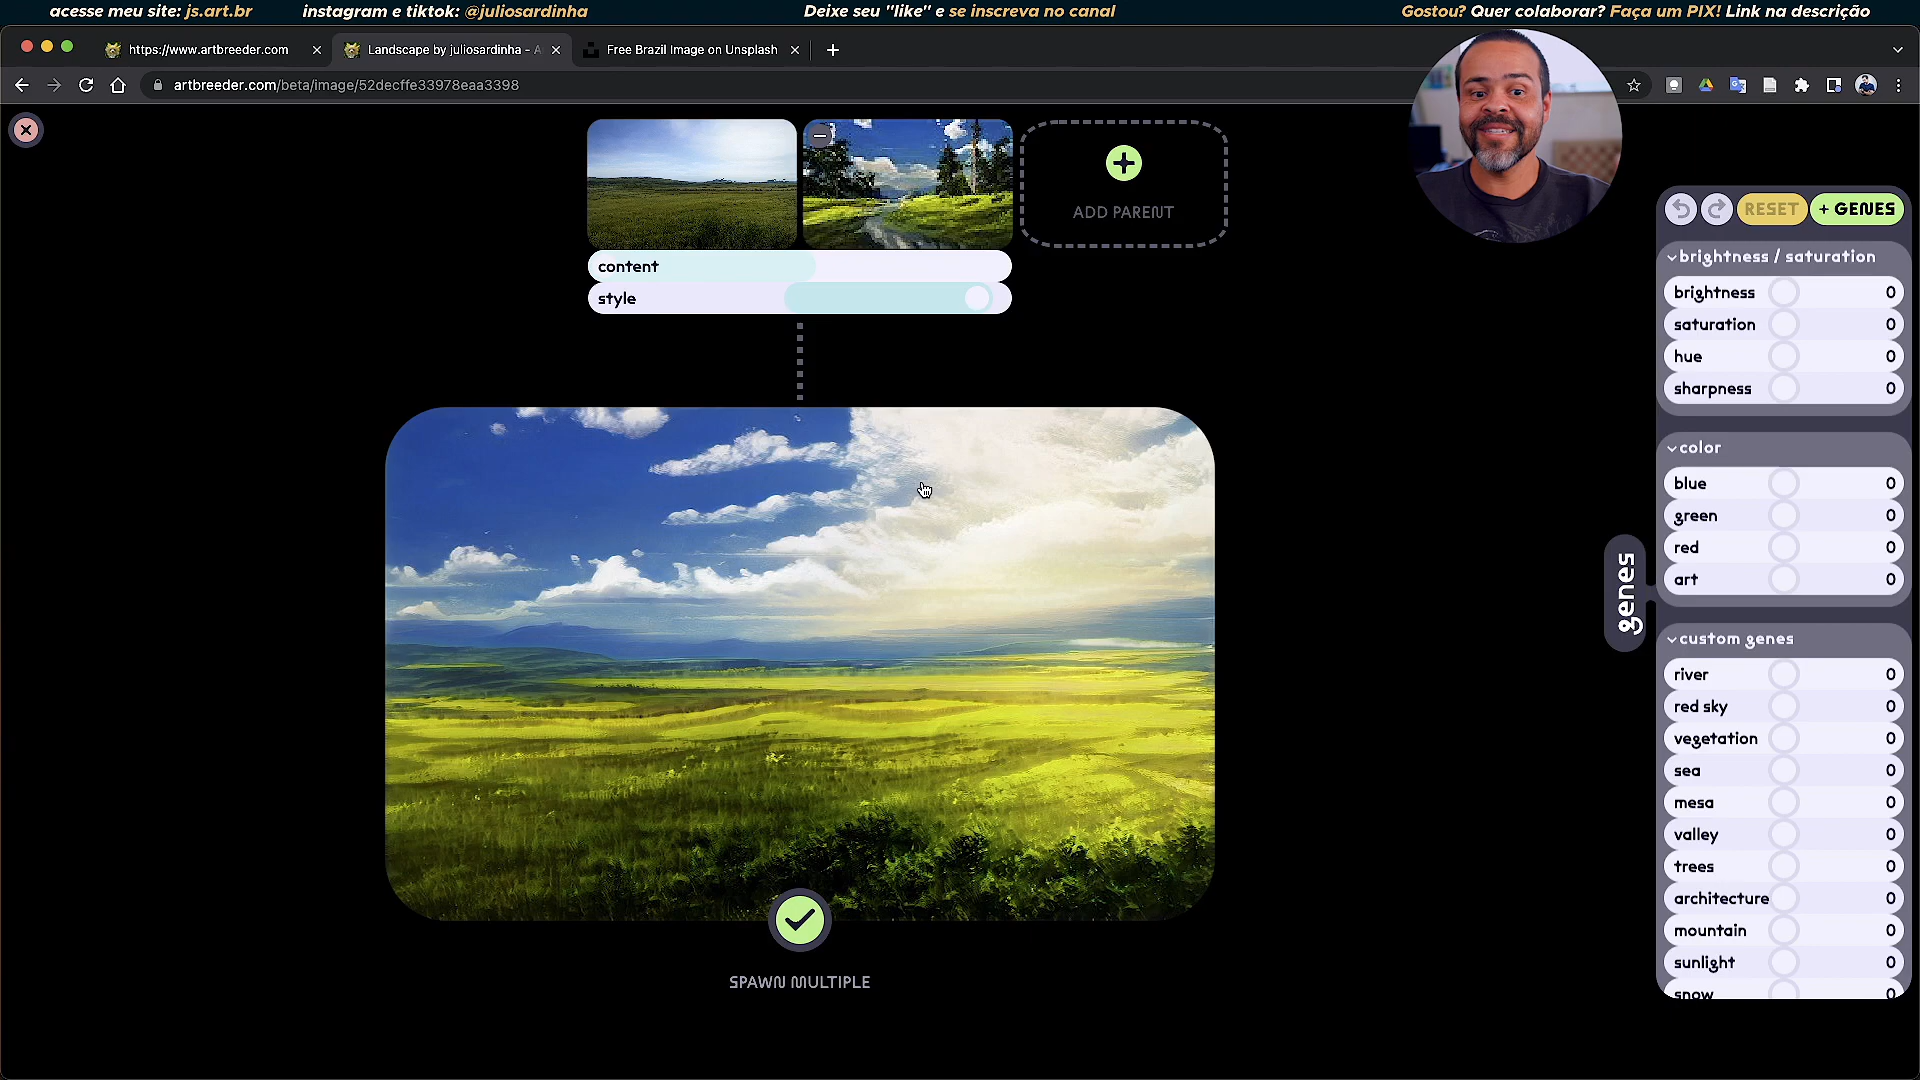 acesse meu site: js.art.br
instagram e tiktok: @juliosardinha
Deixe seu "like" e se inscreva no canal
Gostou? Quer colaborar? Faça um PIX! Link na descrição
https://www.artbreeder.com
Landscape by juliosardinha - A
Free Brazil Image on Unsplash
artbreeder.com/beta/image/52decffe33978eaa3398
ADD PARENT
content
style
SPAWN MULTIPLE
genes
RESET
+ GENES
brightness / saturation
brightness 0
saturation 0
hue 0
sharpness 0
color
blue 0
green 0
red 0
art 0
custom genes
river 0
red sky 0
vegetation 0
sea 0
mesa 0
valley 0
trees 0
architecture 0
mountain 0
sunlight 0
snow 0